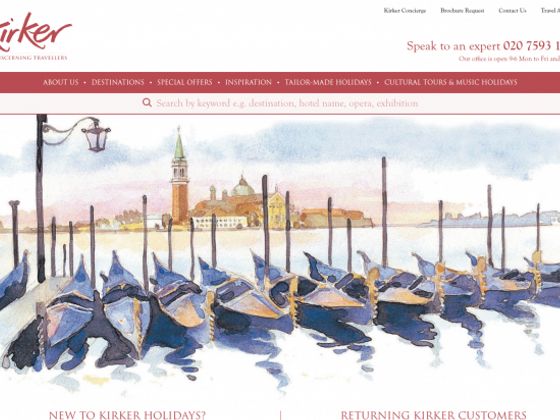 Kirker Concierge Brochure Request Contact Us Travel A
Kirker
Speak to an expert 020 7593 1
Our office is open 9-6 Mon to Fri and
ABOUT US • DESTINATIONS • SPECIAL OFFERS • INSPIRATION • TAILOR-MADE HOLIDAYS • CULTURAL TOURS & MUSIC HOLIDAYS
Search by keyword e.g. destination, hotel name, opera, exhibition
NEW TO KIRKER HOLIDAYS? | RETURNING KIRKER CUSTOMERS